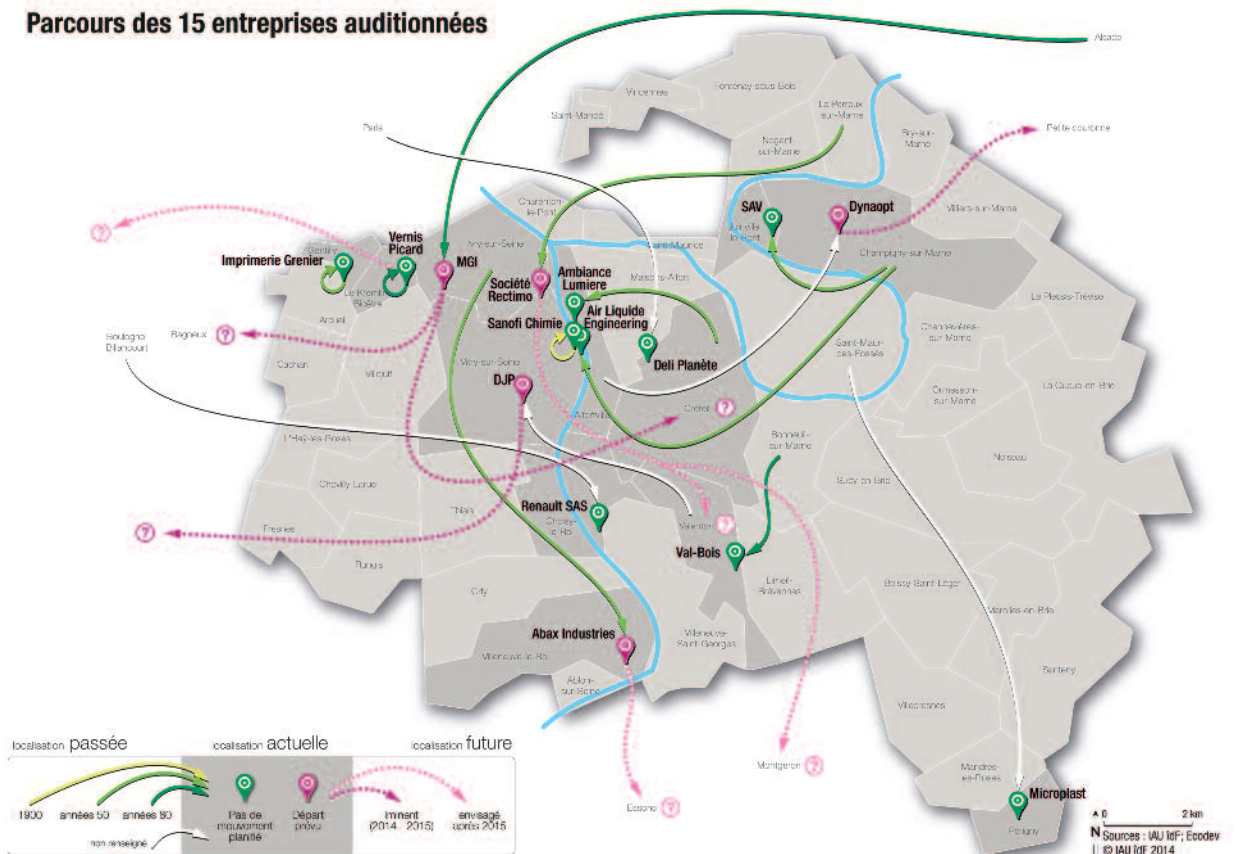 Parcours des 15 entreprises auditionnées
Alsace
Fontenay-sous-Bois
Vincennes
Saint-Mandé
Paris
Nogent-
sur-Marne
Bry-sur-
Marne
Petite couronne
SAV
Dynaopt
Villiers-sur-Marne
Charenton-
le-Pont
Joinville
le-Pont
Saint-Maurice
Champigny-sur-Marne
Vernis
Picard
Gentilly
Imprimerie Grenier
Ivry-sur-Seine
MGI
Société
Rectimo
Ambiance
Lumiere
Maisons-Alfort
Le Kremlin
Bicêtre
Arcueil
Sanofi Chimie
Air Liquide
Engineering
Le Plessis-Trévise
Boulogne
Billancourt
Bagneux
?
Chennevières-
sur-Marne
Saint-Maur-
des-Fossés
Deli Planète
Cachan
Villejuif
Vitry-sur-Seine
DJP
Ormesson-
sur-Marne
La Queue-en-Brie
Alfortville
Créteil
?
L'Haÿ-les-Roses
Bonneuil-
sur-Marne
Noiseau
Chevilly-Larue
Sucy-en-Brie
Thiais
Renault SAS
Choisy-
le-Roi
Valenton
?
Fresnes
?
Val-Bois
Rungis
Limeil-
Brévannes
Boissy-Saint-Léger
Orly
Marolles-en-Brie
Abax Industries
Villeneuve-
Saint-Georges
Villeneuve-le-Roi
Santeny
Ablon-
sur-Seine
Villecresnes
Montgeron
?
Mandres-
les-Roses
Microplast
Périgny
Essone
?
localisation passée
localisation actuelle
localisation future
1900
années 50
années 80
non renseigné
Pas de
mouvement
planifié
Départ
prévu
Iminent
(2014 - 2015)
envisagé
après 2015
0 2 km
N Sources : IAU îdF; Ecodev
© IAU îdF 2014